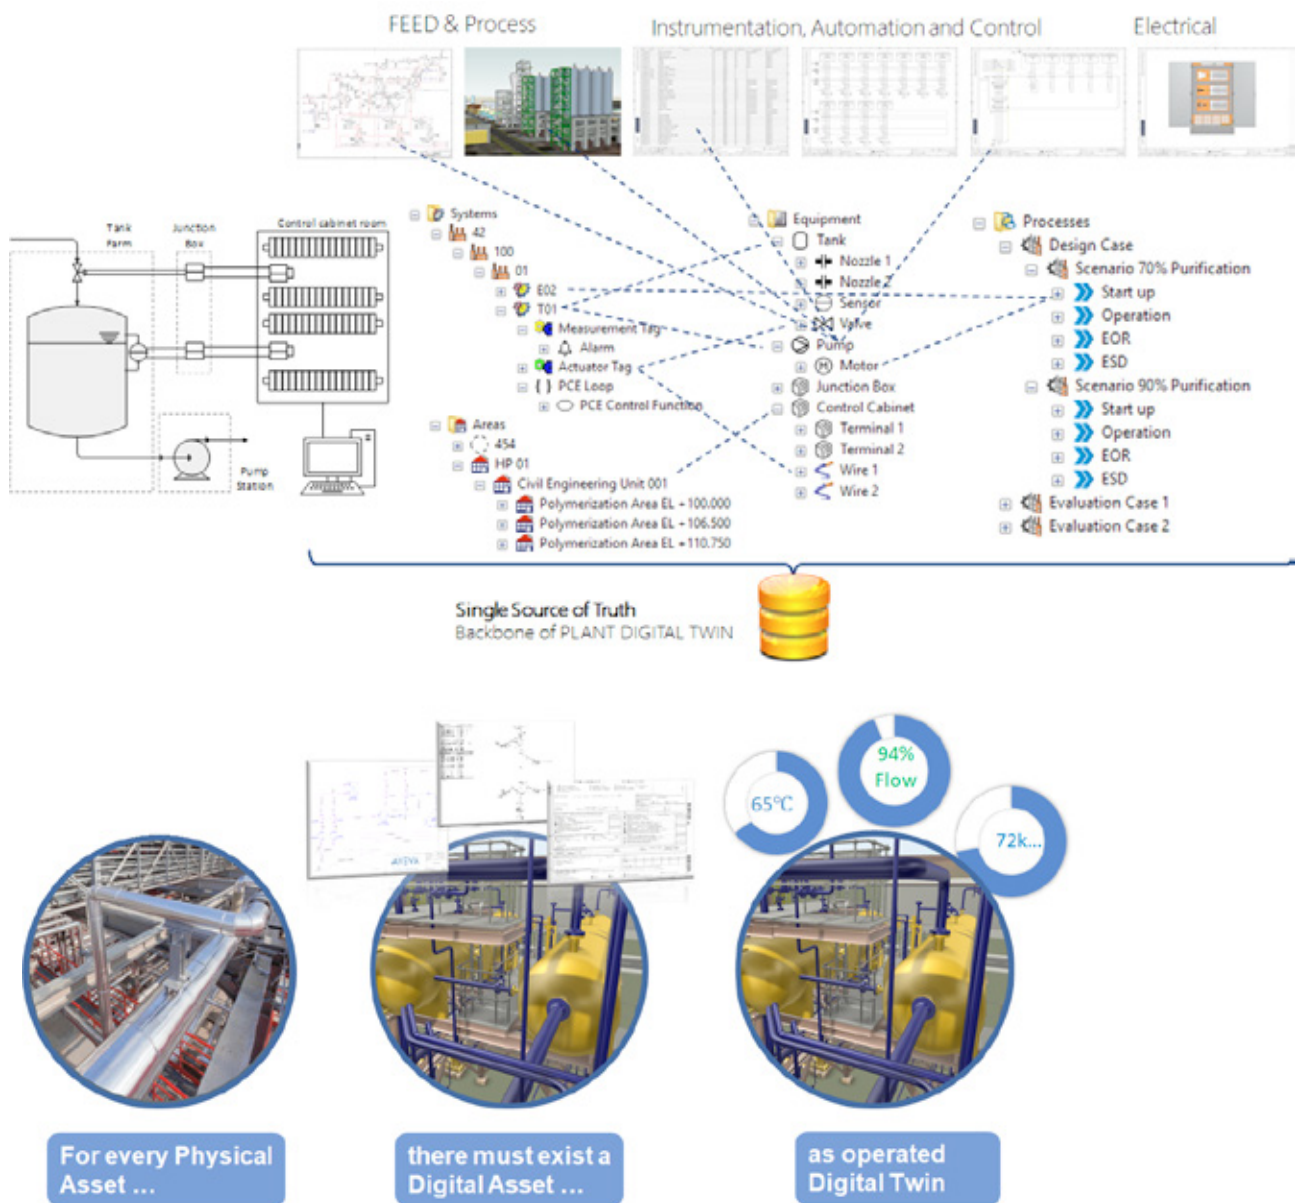 FEED & Process
Instrumentation, Automation and Control
Electrical
Tank
Farm
Junction
Box
Control cabinet room
Pump
Station
Systems
42
100
01
E02
T01
Measurement Tag
Alarm
Actuator Tag
PCE Loop
PCE Control Function
Areas
454
HP 01
Civil Engineering Unit 001
Polymerization Area EL +100.000
Polymerization Area EL +106.500
Polymerization Area EL +110.750
Equipment
Tank
Nozzle 1
Nozzle 2
Sensor
Valve
Pump
Motor
Junction Box
Control Cabinet
Terminal 1
Terminal 2
Wire 1
Wire 2
Processes
Design Case
Scenario 70% Purification
Start up
Operation
EOR
ESD
Scenario 90% Purification
Start up
Operation
EOR
ESD
Evaluation Case 1
Evaluation Case 2
Single Source of Truth
Backbone of PLANT DIGITAL TWIN
AVEVA
65°C
94%
Flow
72k...
For every Physical
Asset ...
there must exist a
Digital Asset ...
as operated
Digital Twin